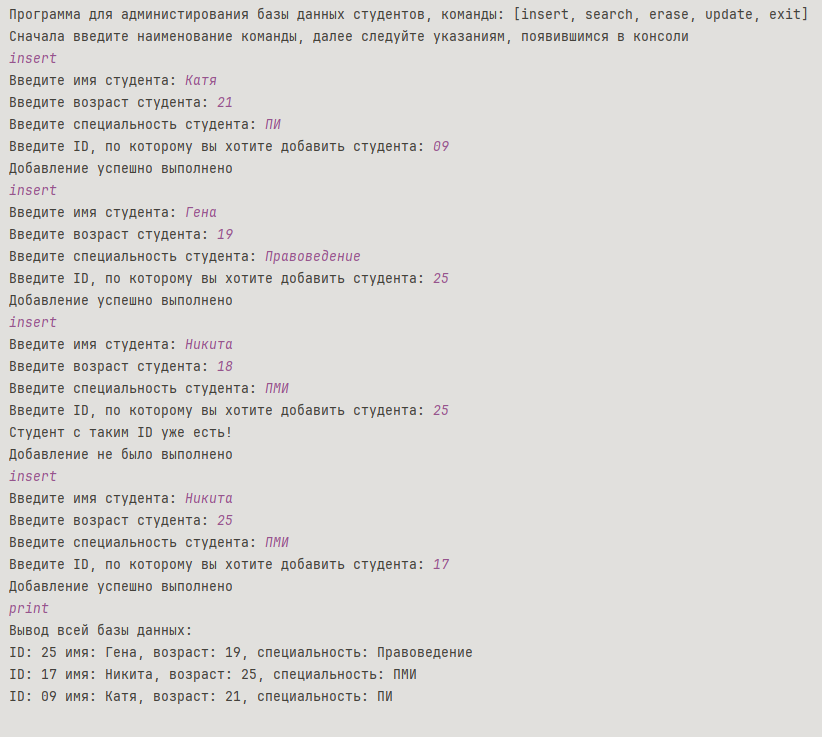 Программа для администирования базы данных студентов, команды: [insert, search, erase, update, exit]
Сначала введите наименование команды, далее следуйте указаниям, появившимся в консоли
insert
Введите имя студента: Катя
Введите возраст студента: 21
Введите специальность студента: ПИ
Введите ID, по которому вы хотите добавить студента: 09
Добавление успешно выполнено
insert
Введите имя студента: Гена
Введите возраст студента: 19
Введите специальность студента: Правоведение
Введите ID, по которому вы хотите добавить студента: 25
Добавление успешно выполнено
insert
Введите имя студента: Никита
Введите возраст студента: 18
Введите специальность студента: ПМИ
Введите ID, по которому вы хотите добавить студента: 25
Студент с таким ID уже есть!
Добавление не было выполнено
insert
Введите имя студента: Никита
Введите возраст студента: 25
Введите специальность студента: ПМИ
Введите ID, по которому вы хотите добавить студента: 17
Добавление успешно выполнено
print
Вывод всей базы данных:
ID: 25 имя: Гена, возраст: 19, специальность: Правоведение
ID: 17 имя: Никита, возраст: 25, специальность: ПМИ
ID: 09 имя: Катя, возраст: 21, специальность: ПИ